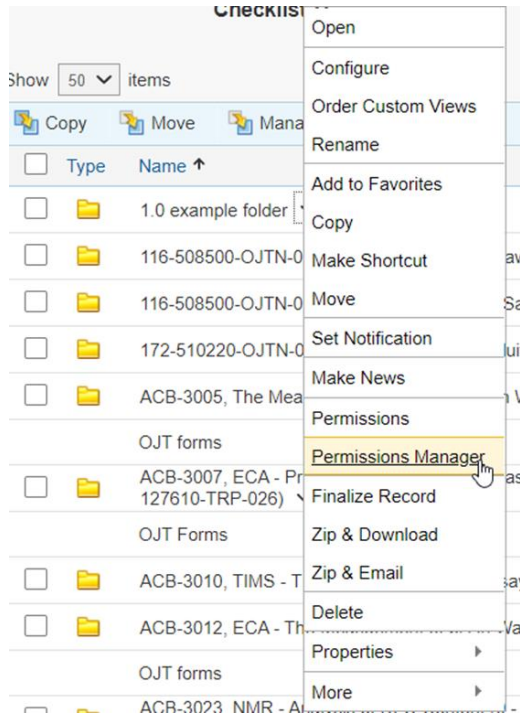 Checklist
Show 50 items
Copy Move
Type Name
1.0 example folder
116-508500-OJTN-0
116-508500-OJTN-0
172-510220-OJTN-0
ACB-3005, The Mea
OJT forms
ACB-3007, ECA - Pr
127610-TRP-026)
OJT Forms
ACB-3010, TIMS - T
ACB-3012, ECA - Th
OJT forms
ACB-3023, NMR -
Open
Configure
Order Custom Views
Rename
Add to Favorites
Copy
Make Shortcut
Move
Set Notification
Make News
Permissions
Permissions Manager
Finalize Record
Zip & Download
Zip & Email
Delete
Properties
More